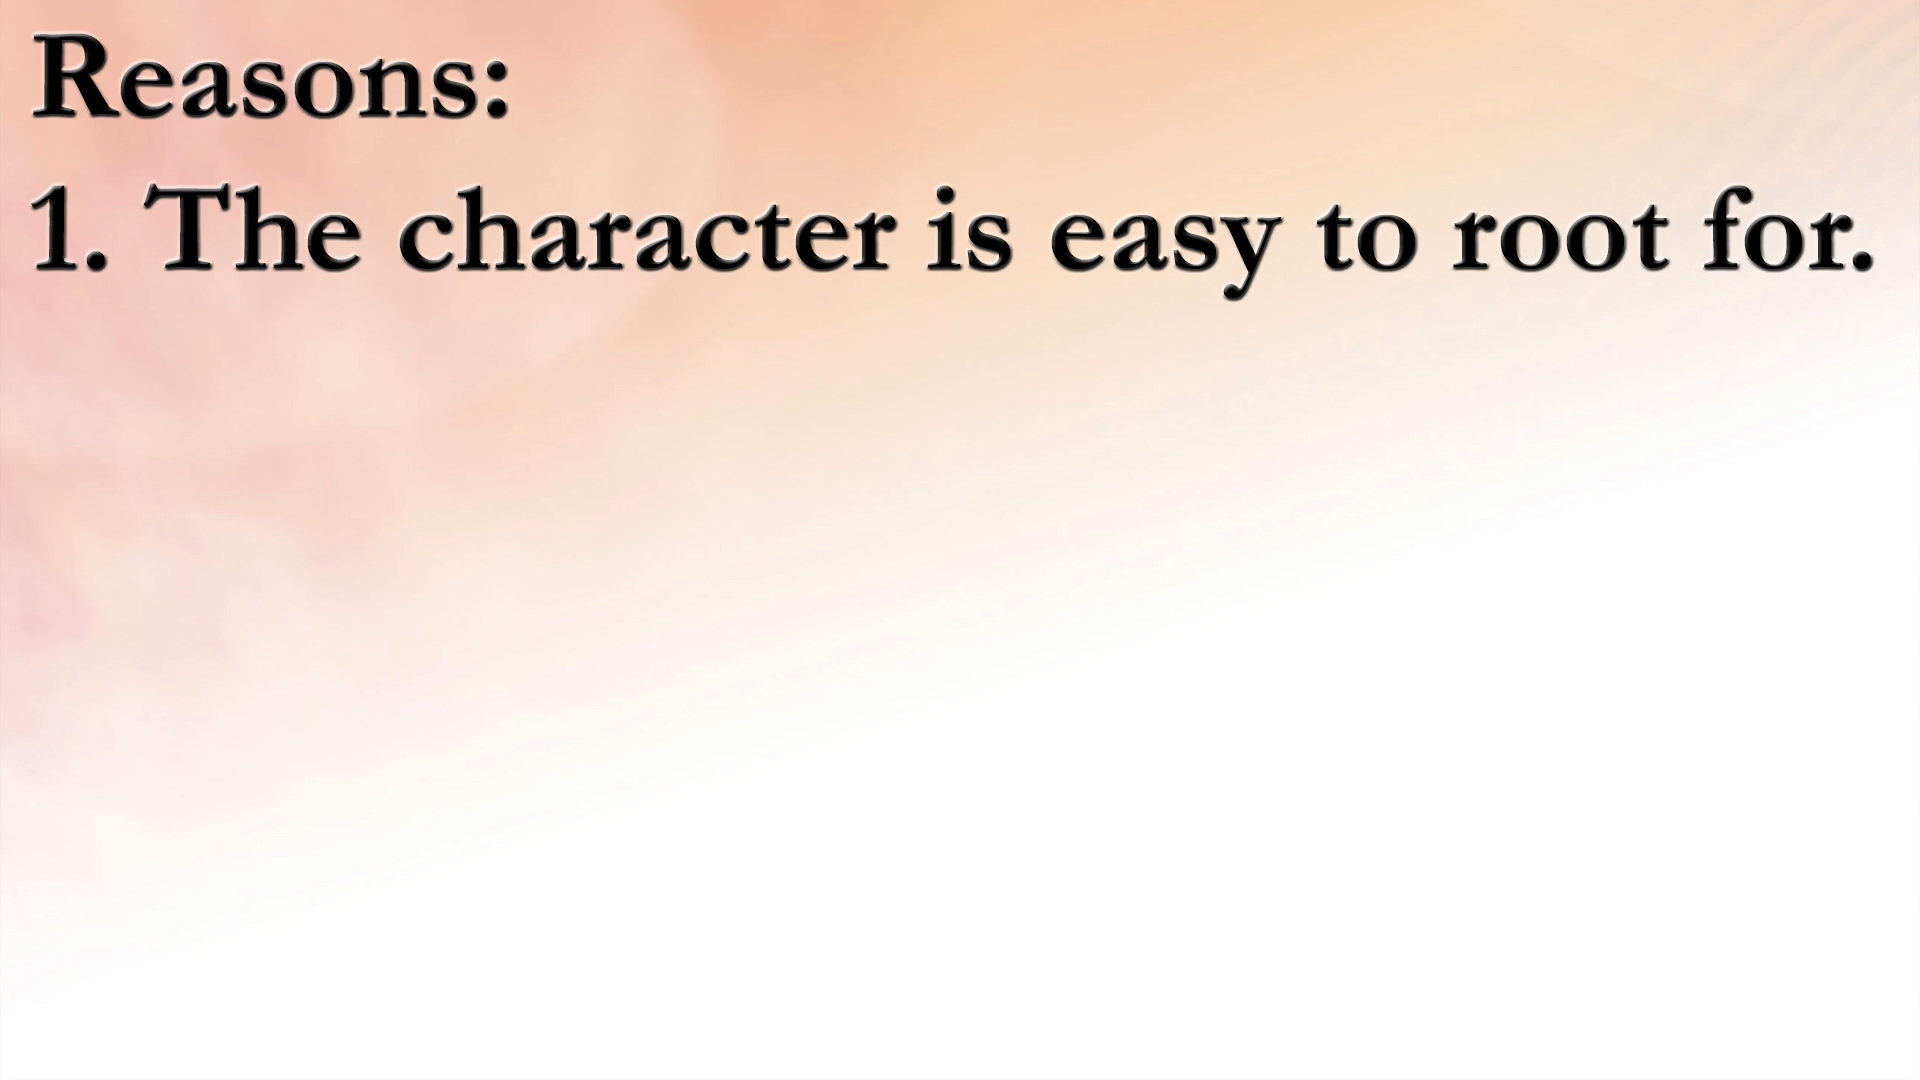 Reasons:
1. The character is easy to root for.